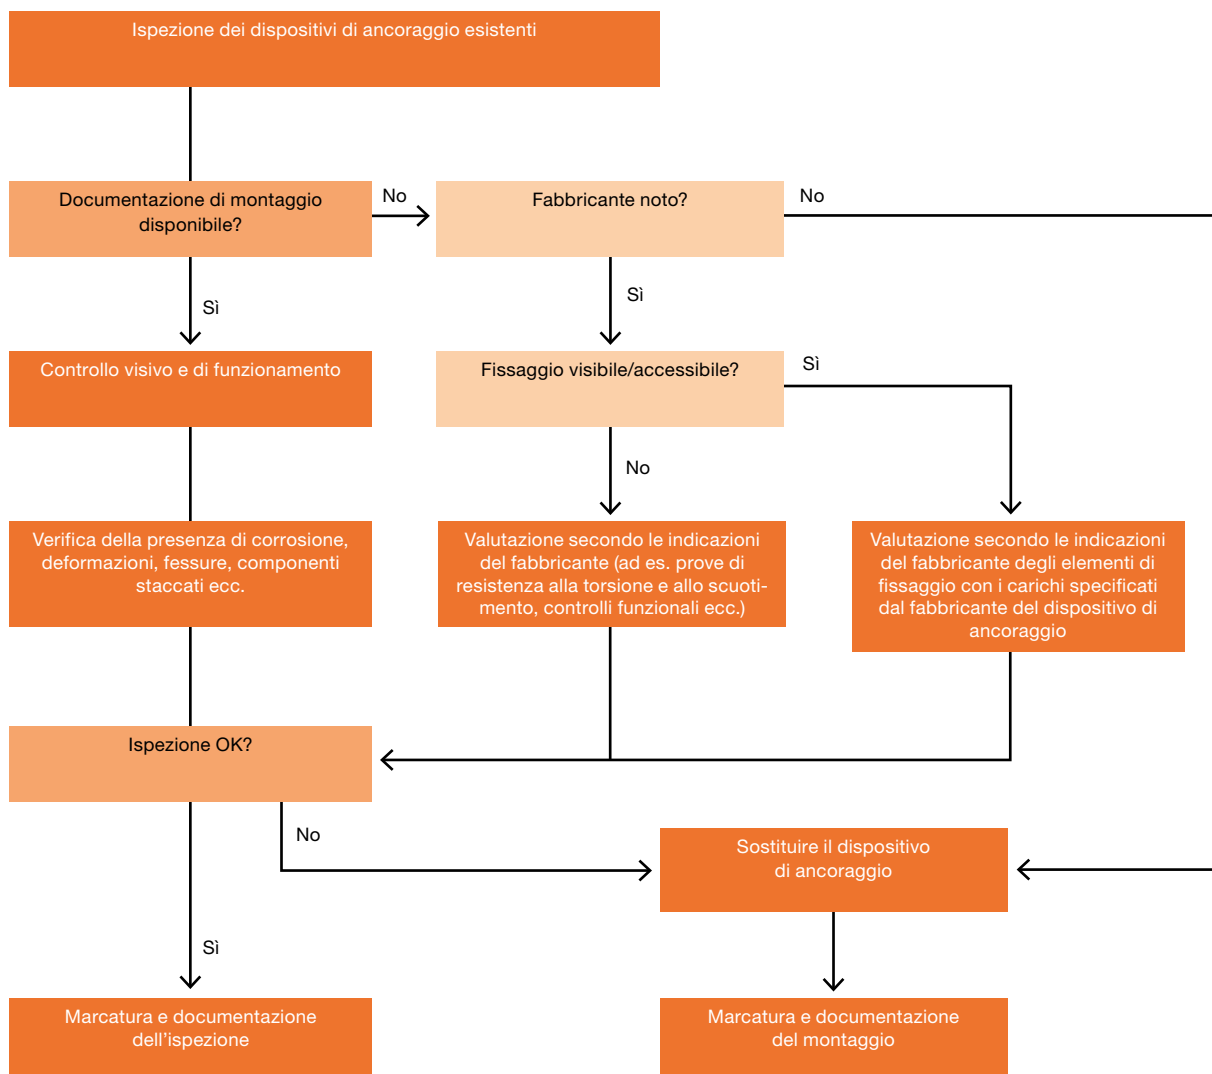 Ispezione dei dispositivi di ancoraggio esistenti
Documentazione di montaggio
disponibile?
No
Fabbricante noto?
No
Sì
Sì
Controllo visivo e di funzionamento
Fissaggio visibile/accessibile?
Sì
No
Verifica della presenza di corrosione,
deformazioni, fessure, componenti
staccati ecc.
Valutazione secondo le indicazioni
del fabbricante (ad es. prove di
resistenza alla torsione e allo scuoti-
mento, controlli funzionali ecc.)
Valutazione secondo le indicazioni
del fabbricante degli elementi di
fissaggio con i carichi specificati
dal fabbricante del dispositivo di
ancoraggio
Ispezione OK?
No
Sostituire il dispositivo
di ancoraggio
Sì
Marcatura e documentazione
dell’ispezione
Marcatura e documentazione
del montaggio